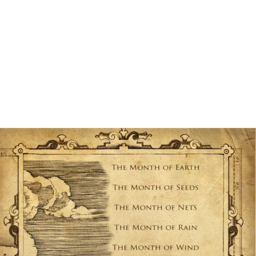 The Month of Earth
The Month of Seeds
The Month of Nets
The Month of Rain
The Month of Wind